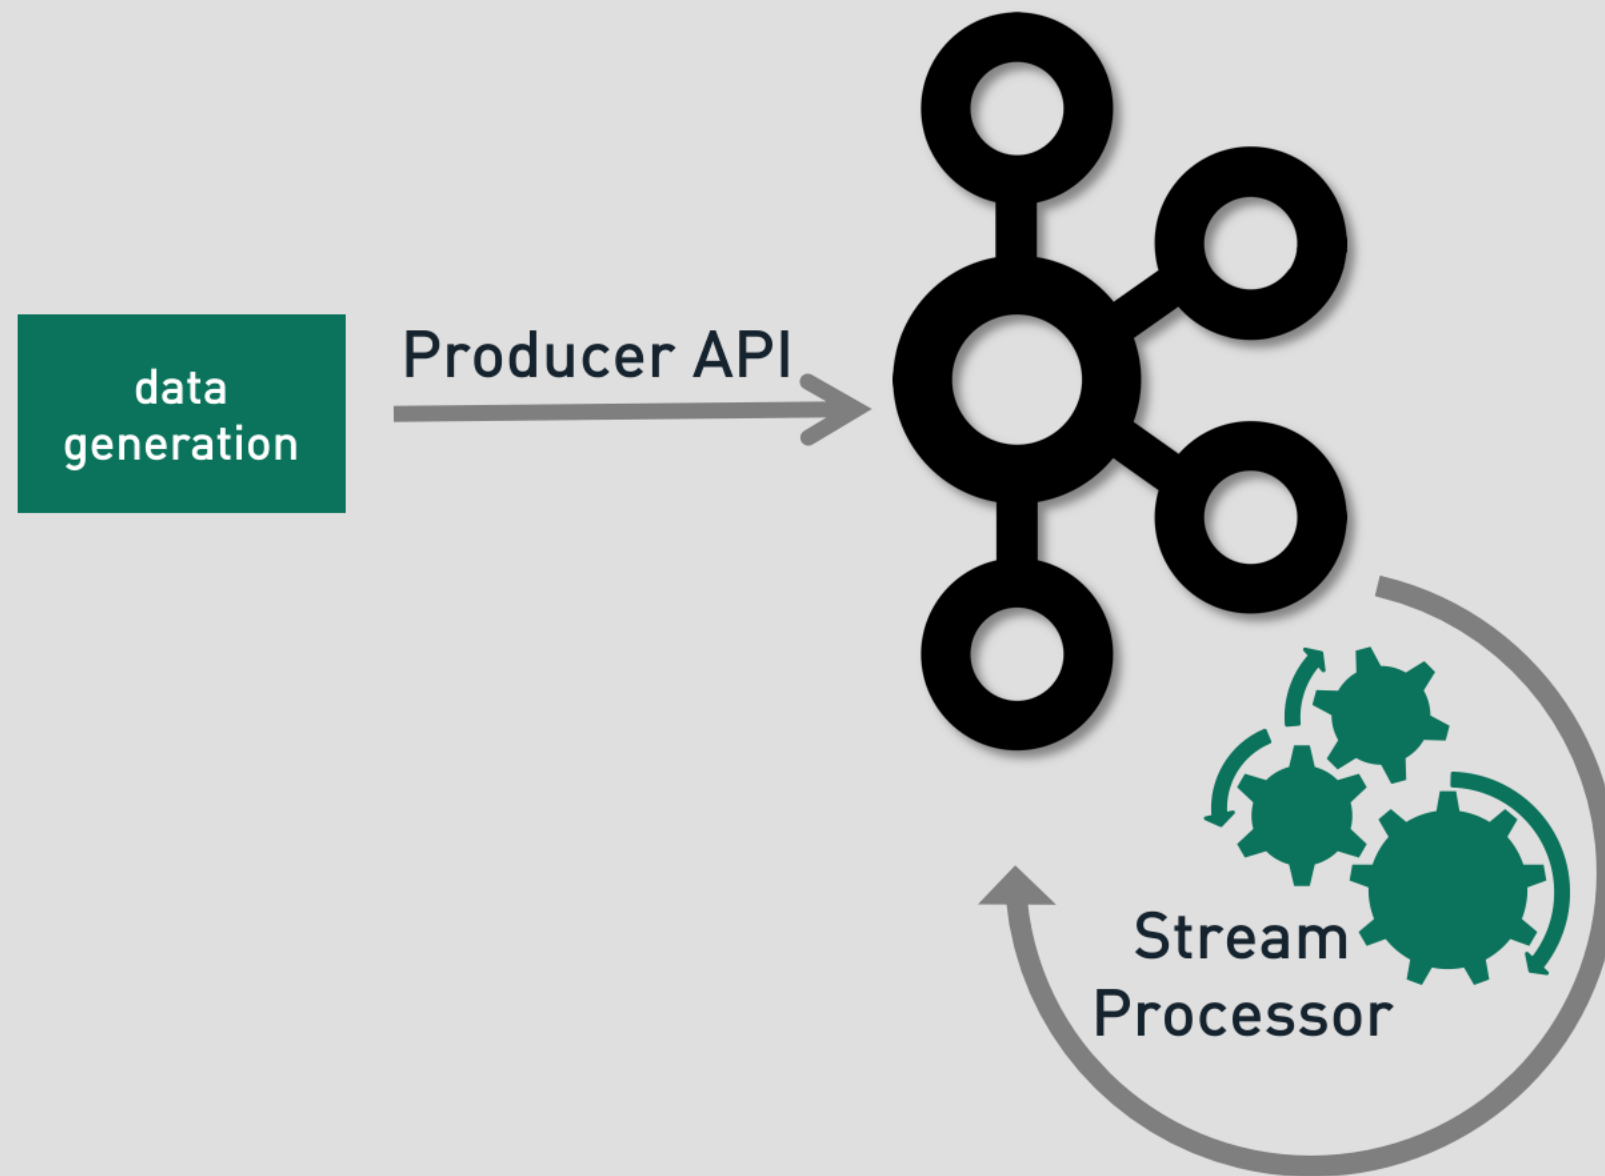 data
generation
Producer API
Stream
Processor